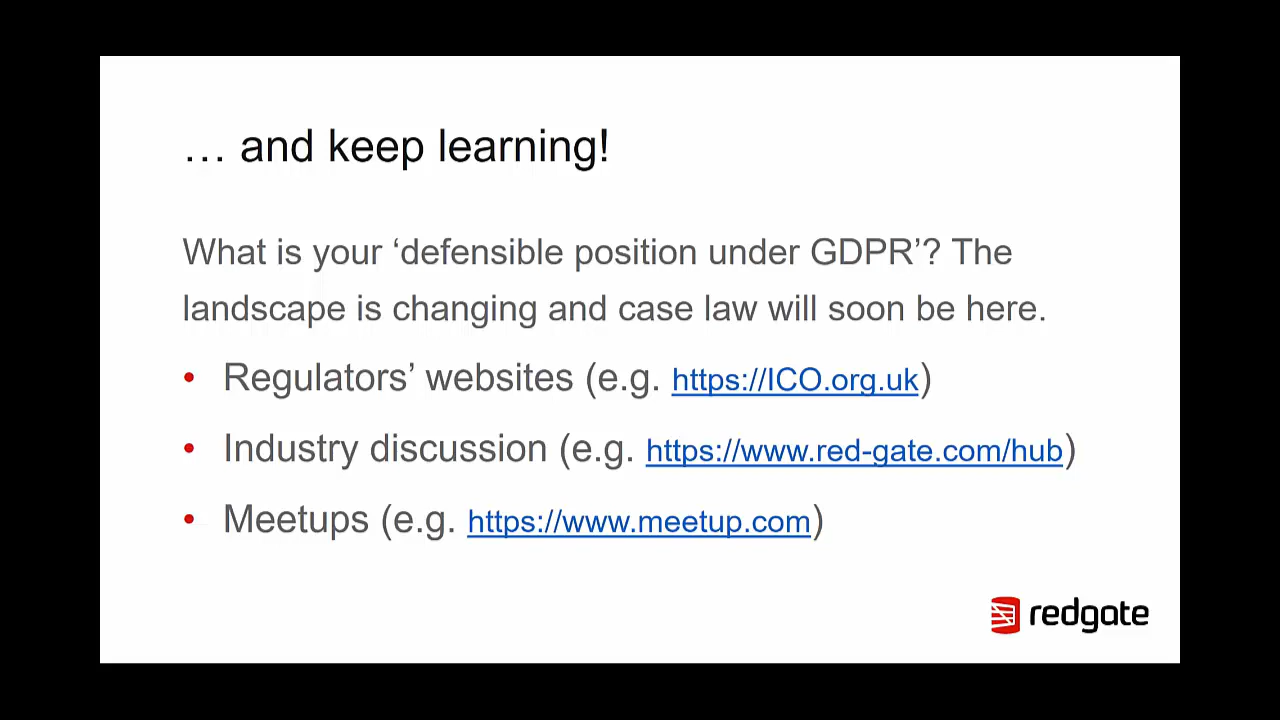 … and keep learning!
What is your ‘defensible position under GDPR’? The
landscape is changing and case law will soon be here.
• Regulators’ websites (e.g. https://ICO.org.uk)
• Industry discussion (e.g. https://www.red-gate.com/hub)
• Meetups (e.g. https://www.meetup.com)
redgate